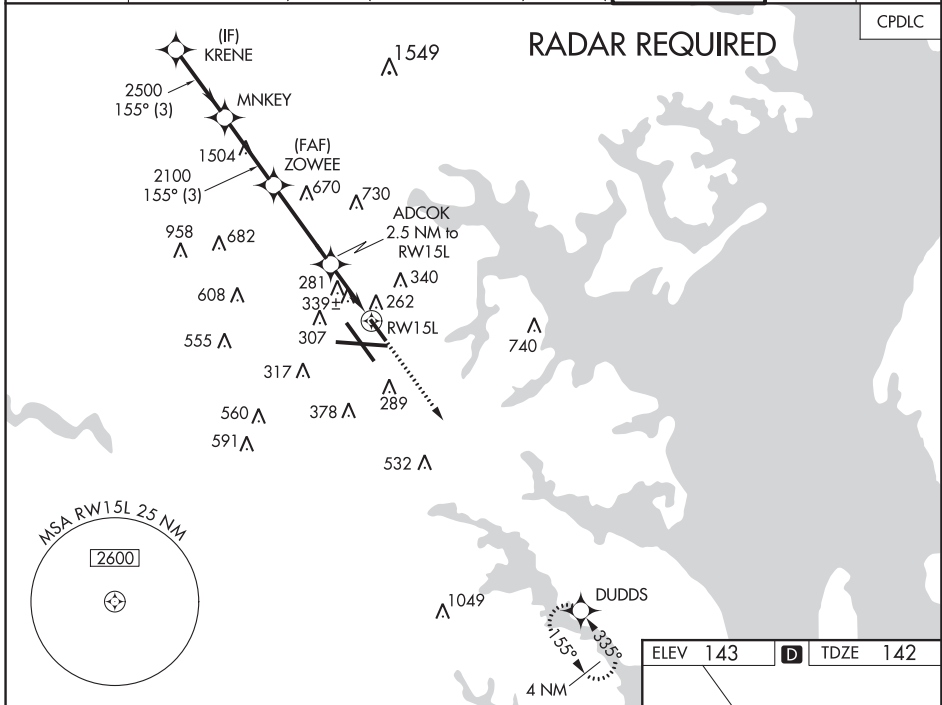 CPDLC
RADAR REQUIRED
(IF)
KRENE
1549
2500
155° (3)
MNKEY
1504
(FAF)
ZOWEE
2100
155° (3)
670
730
ADCOK
2.5 NM to
RW15L
958
682
281
340
608
339±
262
307
RW15L
555
740
317
289
560
378
591
532
MSA RW15L 25 NM
2600
1049
DUDDS
155°
335°
4 NM
ELEV 143
D
TDZE 142